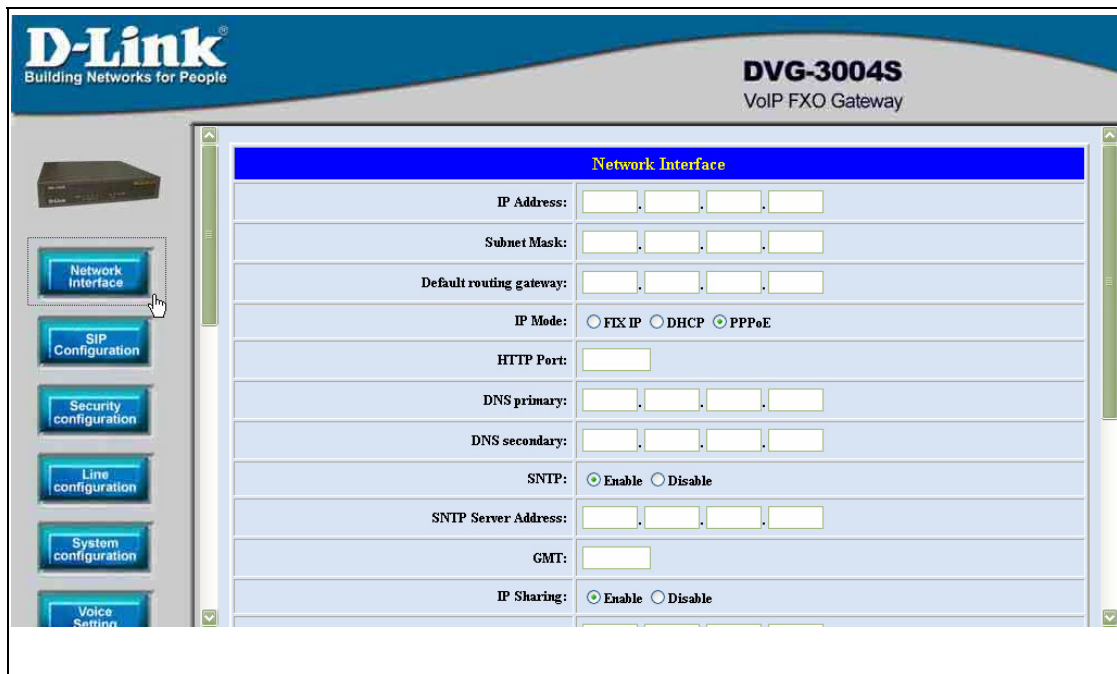 D-Link®
Building Networks for People
DVG-3004S
VoIP FXO Gateway
Network Interface
SIP Configuration
Security configuration
Line configuration
System configuration
Voice Setting
Network Interface
IP Address: . . .
Subnet Mask: . . .
Default routing gateway: . . .
IP Mode: FIX IP DHCP PPPoE
HTTP Port:
DNS primary: . . .
DNS secondary: . . .
SNTP: Enable Disable
SNTP Server Address: . . .
GMT:
IP Sharing: Enable Disable